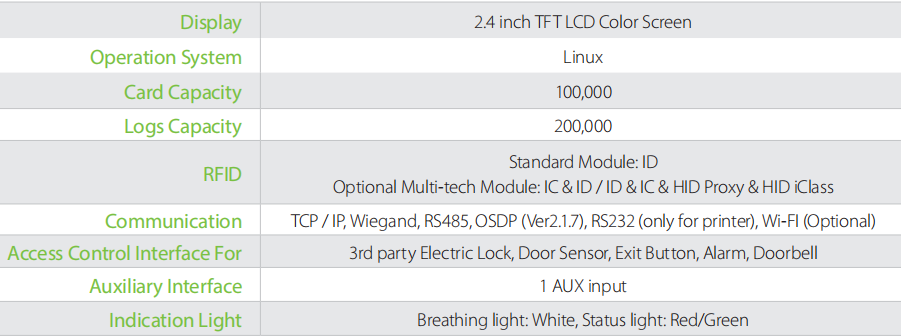 Display 2.4 inch TFT LCD Color Screen
Operation System Linux
Card Capacity 100,000
Logs Capacity 200,000
RFID Standard Module: ID
Optional Multi-tech Module: IC & ID / ID & IC & HID Proxy & HID iClass
Communication TCP / IP, Wiegand, RS485, OSDP (Ver2.1.7), RS232 (only for printer), Wi-FI (Optional)
Access Control Interface For 3rd party Electric Lock, Door Sensor, Exit Button, Alarm, Doorbell
Auxiliary Interface 1 AUX input
Indication Light Breathing light: White, Status light: Red/Green